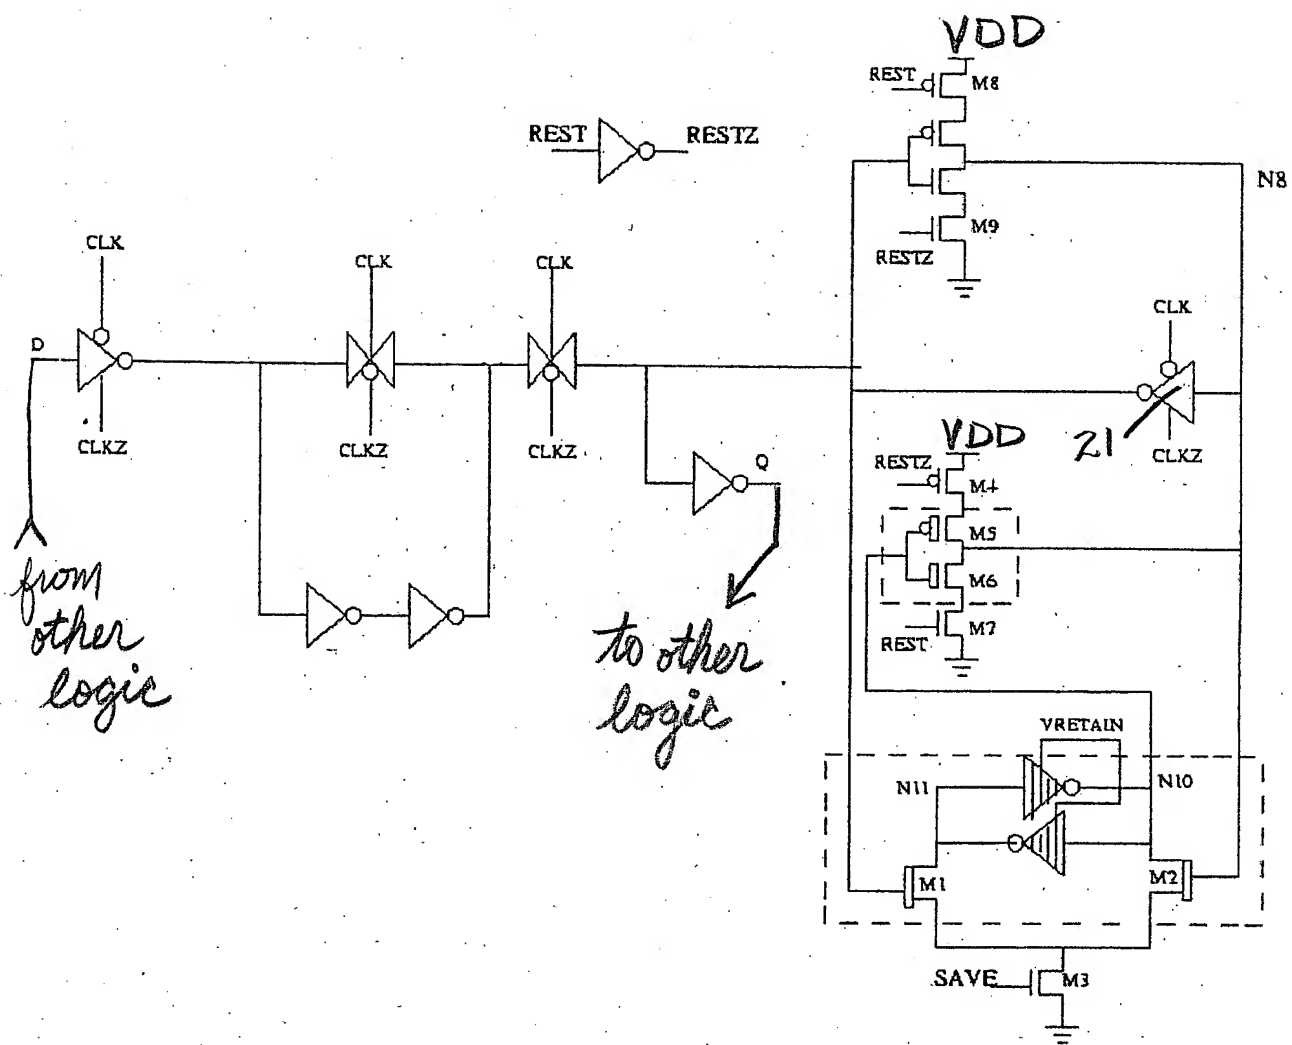 VDD
REST
M8
REST
RESTZ
N8
M9
RESTZ
CLK
CLK
CLK
CLK
D
CLKZ
CLKZ
CLKZ
21
CLKZ
VDD
RESTZ
M4
Q
M5
M6
REST
M7
from
other
logic
to other
logic
VRETAIN
N11
N10
M1
M2
SAVE
M3